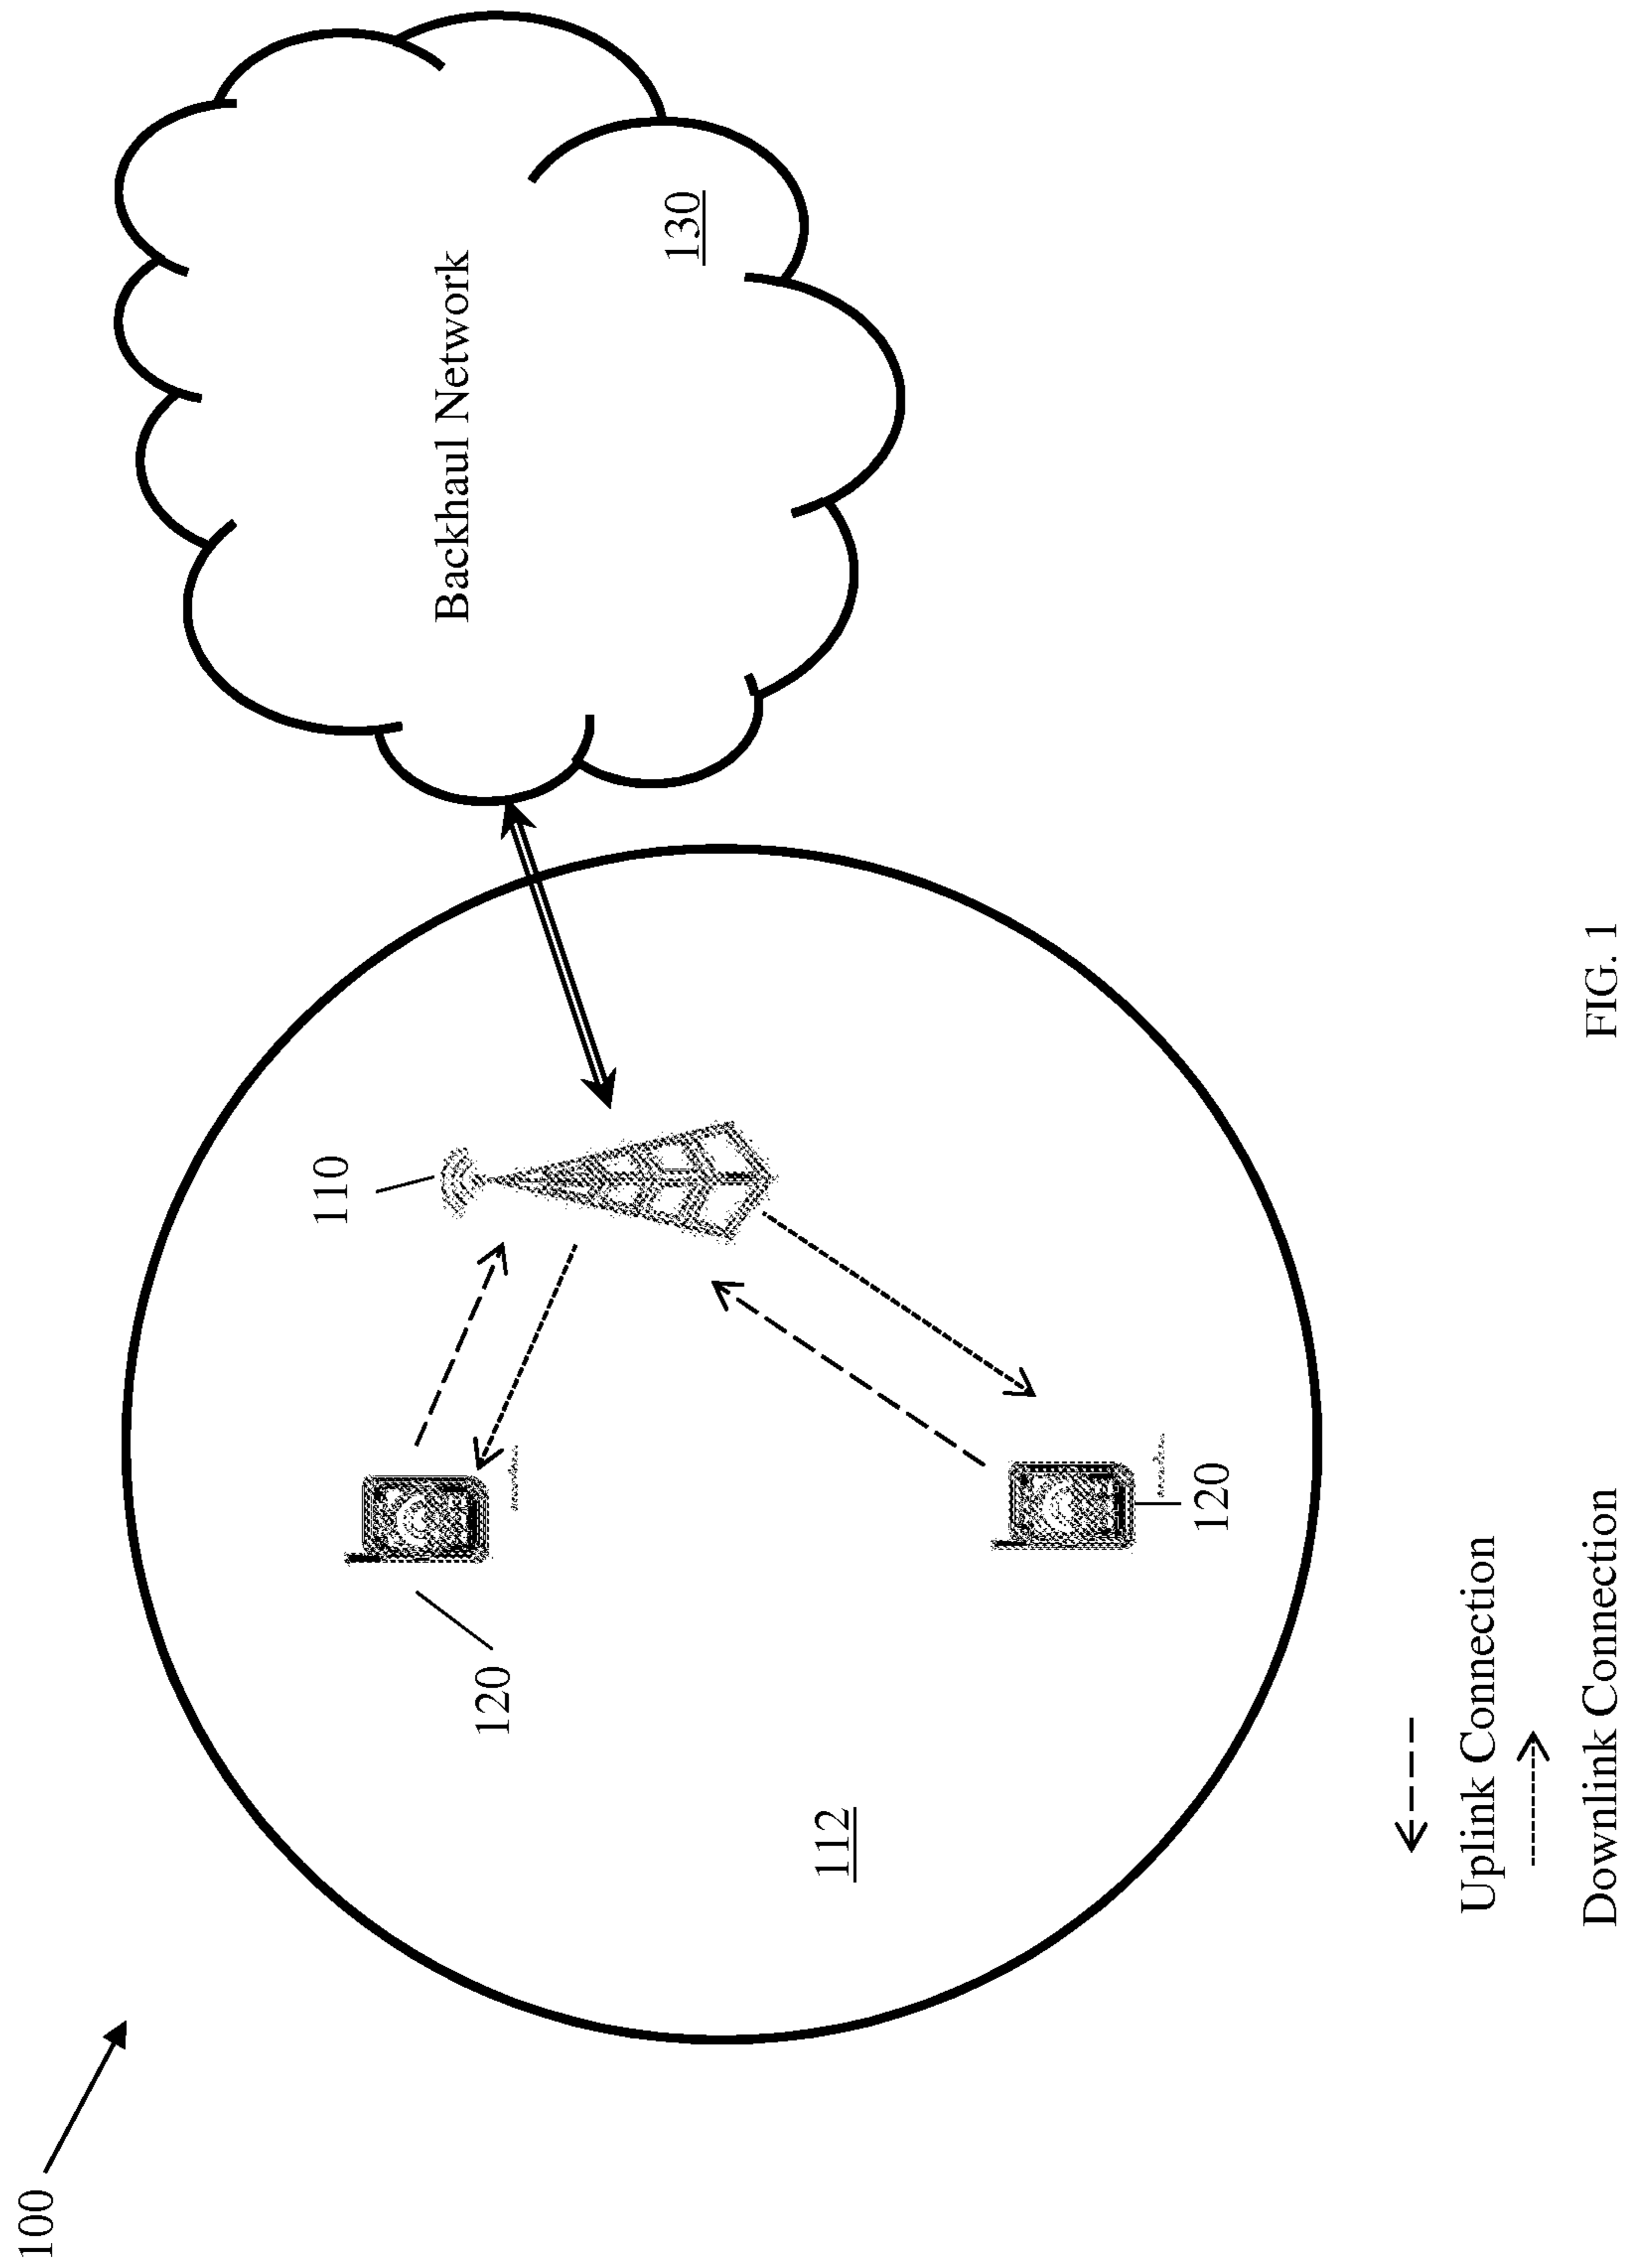 100
110
120
120
112
Backhaul Network
130
Uplink Connection
Downlink Connection
FIG. 1